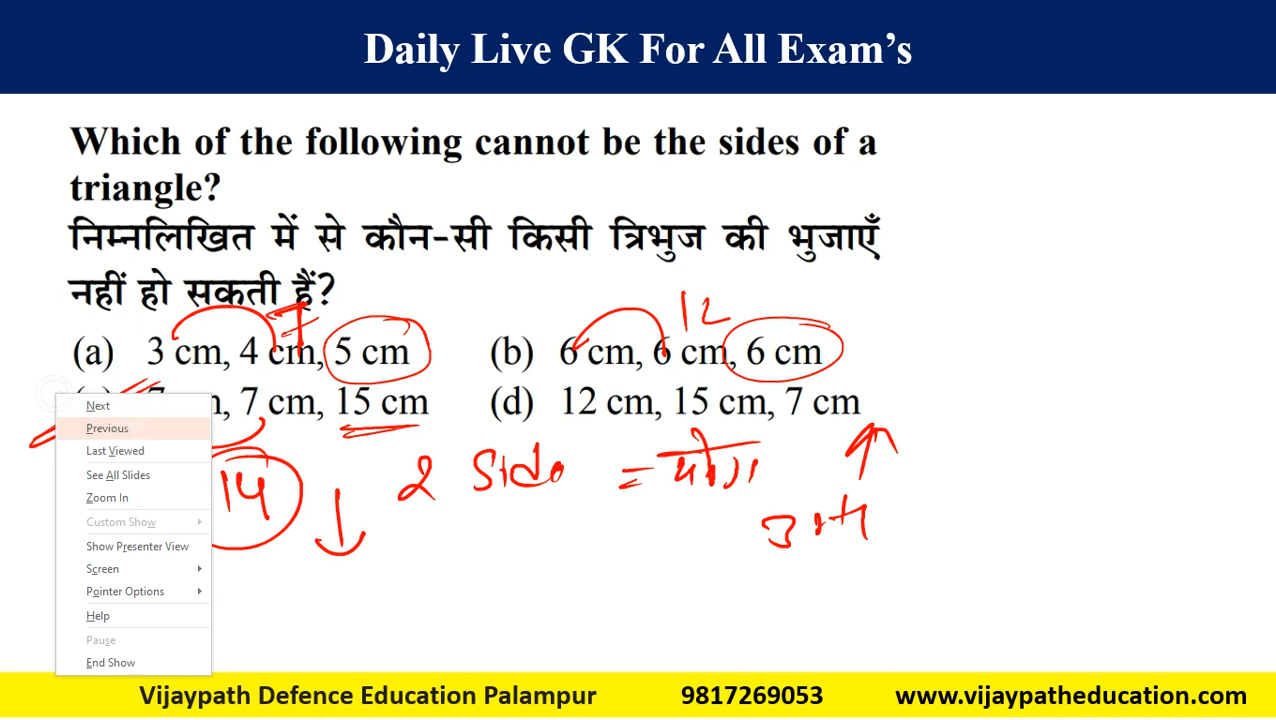 Daily Live GK For All Exam's
Which of the following cannot be the sides of a
triangle?
निम्नलिखित में से कौन-सी किसी त्रिभुज की भुजाएँ
नहीं हो सकती हैं?
7 12
(a) 3 cm, 4 cm, 5 cm (b) 6 cm, 6 cm, 6 cm
7 cm, 15 cm (d) 12 cm, 15 cm, 7 cm
14 2 Side = योग
3rd
Next
Previous
Last Viewed
See All Slides
Zoom In
Custom Show
Show Presenter View
Screen
Pointer Options
Help
Pause
End Show
Vijaypath Defence Education Palampur 9817269053 www.vijaypatheducation.com